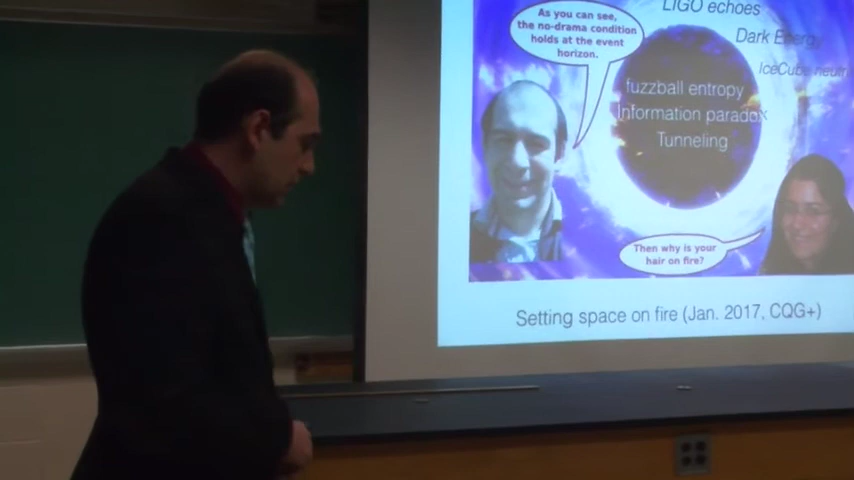 LIGO echoes
As you can see,
the no-drama condition
holds at the event
horizon.
Dark Energy
IceCube neutri
fuzzball entropy
Information paradox
Tunneling
Then why is your
hair on fire?
Setting space on fire (Jan. 2017, CQG+)